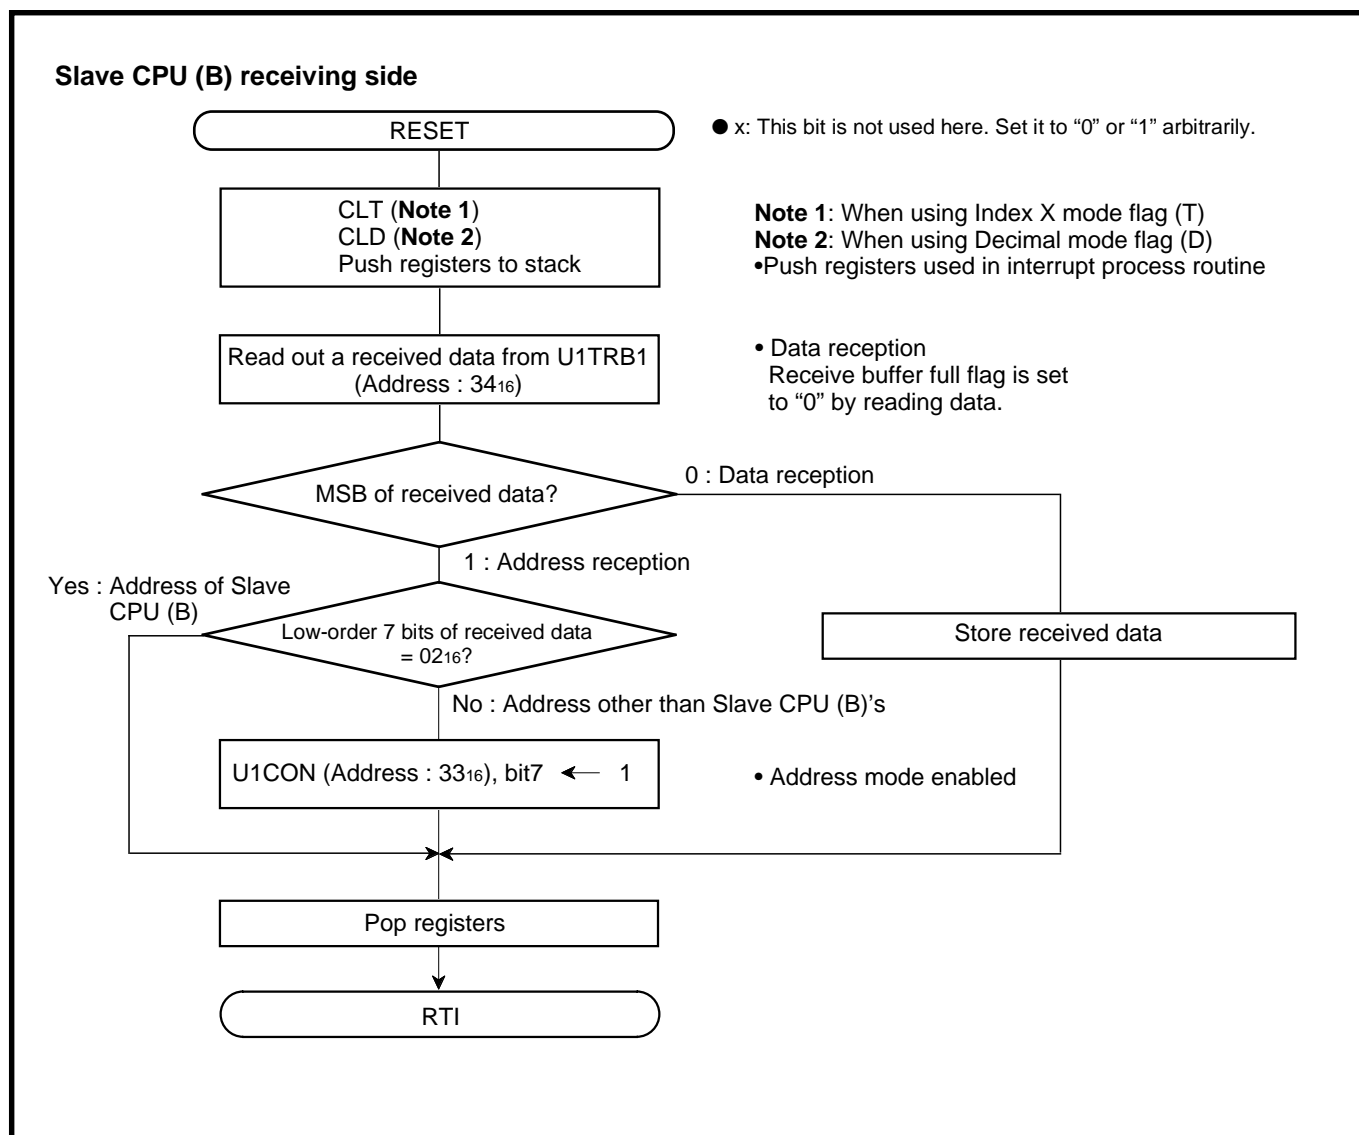 Slave CPU (B) receiving side
RESET
● x: This bit is not used here. Set it to “0” or “1” arbitrarily.
CLT (Note 1)
CLD (Note 2)
Push registers to stack
Note 1: When using Index X mode flag (T)
Note 2: When using Decimal mode flag (D)
•Push registers used in interrupt process routine
Read out a received data from U1TRB1
(Address : 3416)
• Data reception
Receive buffer full flag is set
to “0” by reading data.
MSB of received data?
0 : Data reception
1 : Address reception
Yes : Address of Slave
CPU (B)
Low-order 7 bits of received data
= 0216?
Store received data
No : Address other than Slave CPU (B)’s
U1CON (Address : 3316), bit7 ← 1
• Address mode enabled
Pop registers
RTI